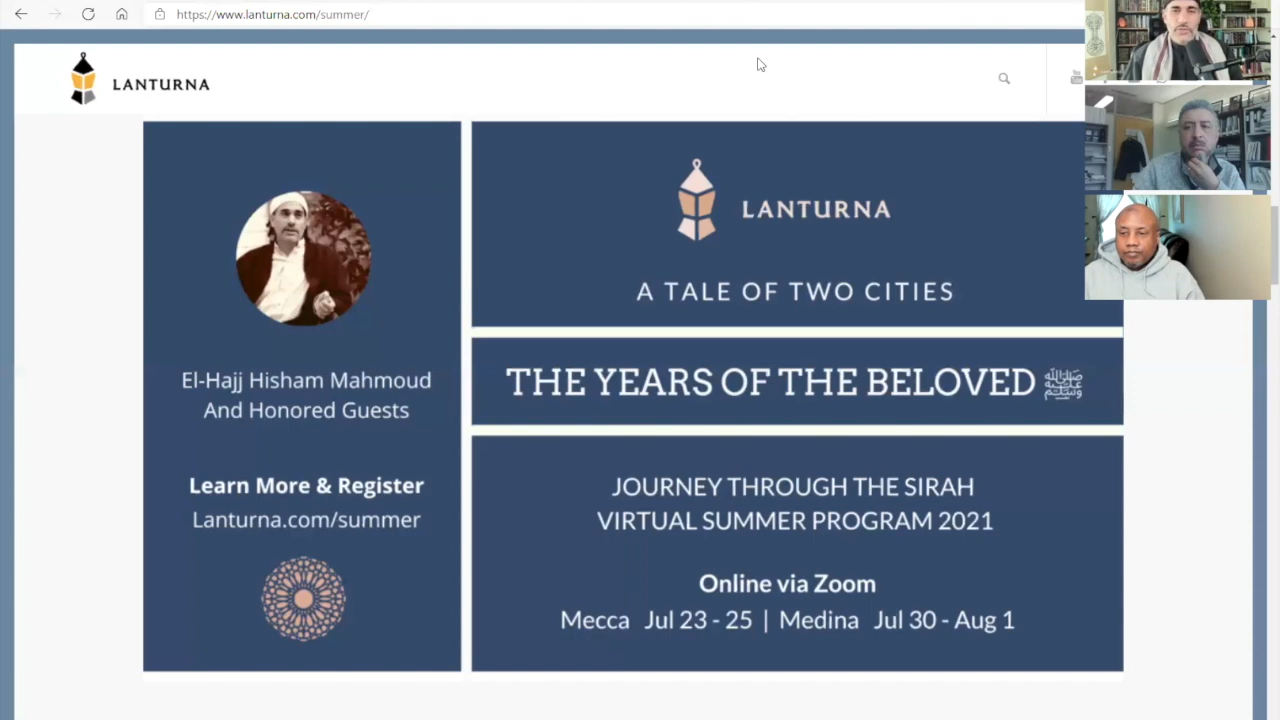 https://www.lanturna.com/summer/
LANTURNA
El-Hajj Hisham Mahmoud
And Honored Guests
Learn More & Register
Lanturna.com/summer
LANTURNA
A TALE OF TWO CITIES
THE YEARS OF THE BELOVED ﷺ
JOURNEY THROUGH THE SIRAH
VIRTUAL SUMMER PROGRAM 2021
Online via Zoom
Mecca Jul 23 - 25 | Medina Jul 30 - Aug 1